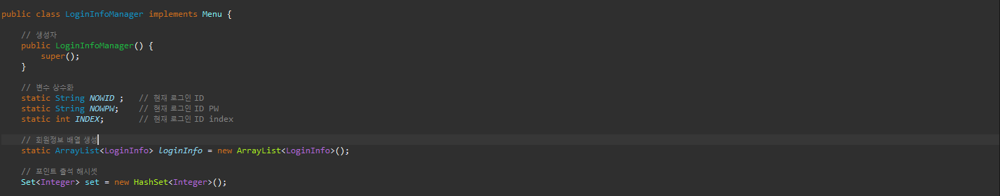 public class LoginInfoManager implements Menu {
// 생성자
public LoginInfoManager() {
super();
}
// 변수 상수화
static String NOWID ;   // 현재 로그인 ID
static String NOWPW;    // 현재 로그인 ID PW
static int INDEX;       // 현재 로그인 ID index
// 회원정보 배열 생성
static ArrayList<LoginInfo> loginInfo = new ArrayList<LoginInfo>();
// 포인트 출석 해시셋
Set<Integer> set = new HashSet<Integer>();